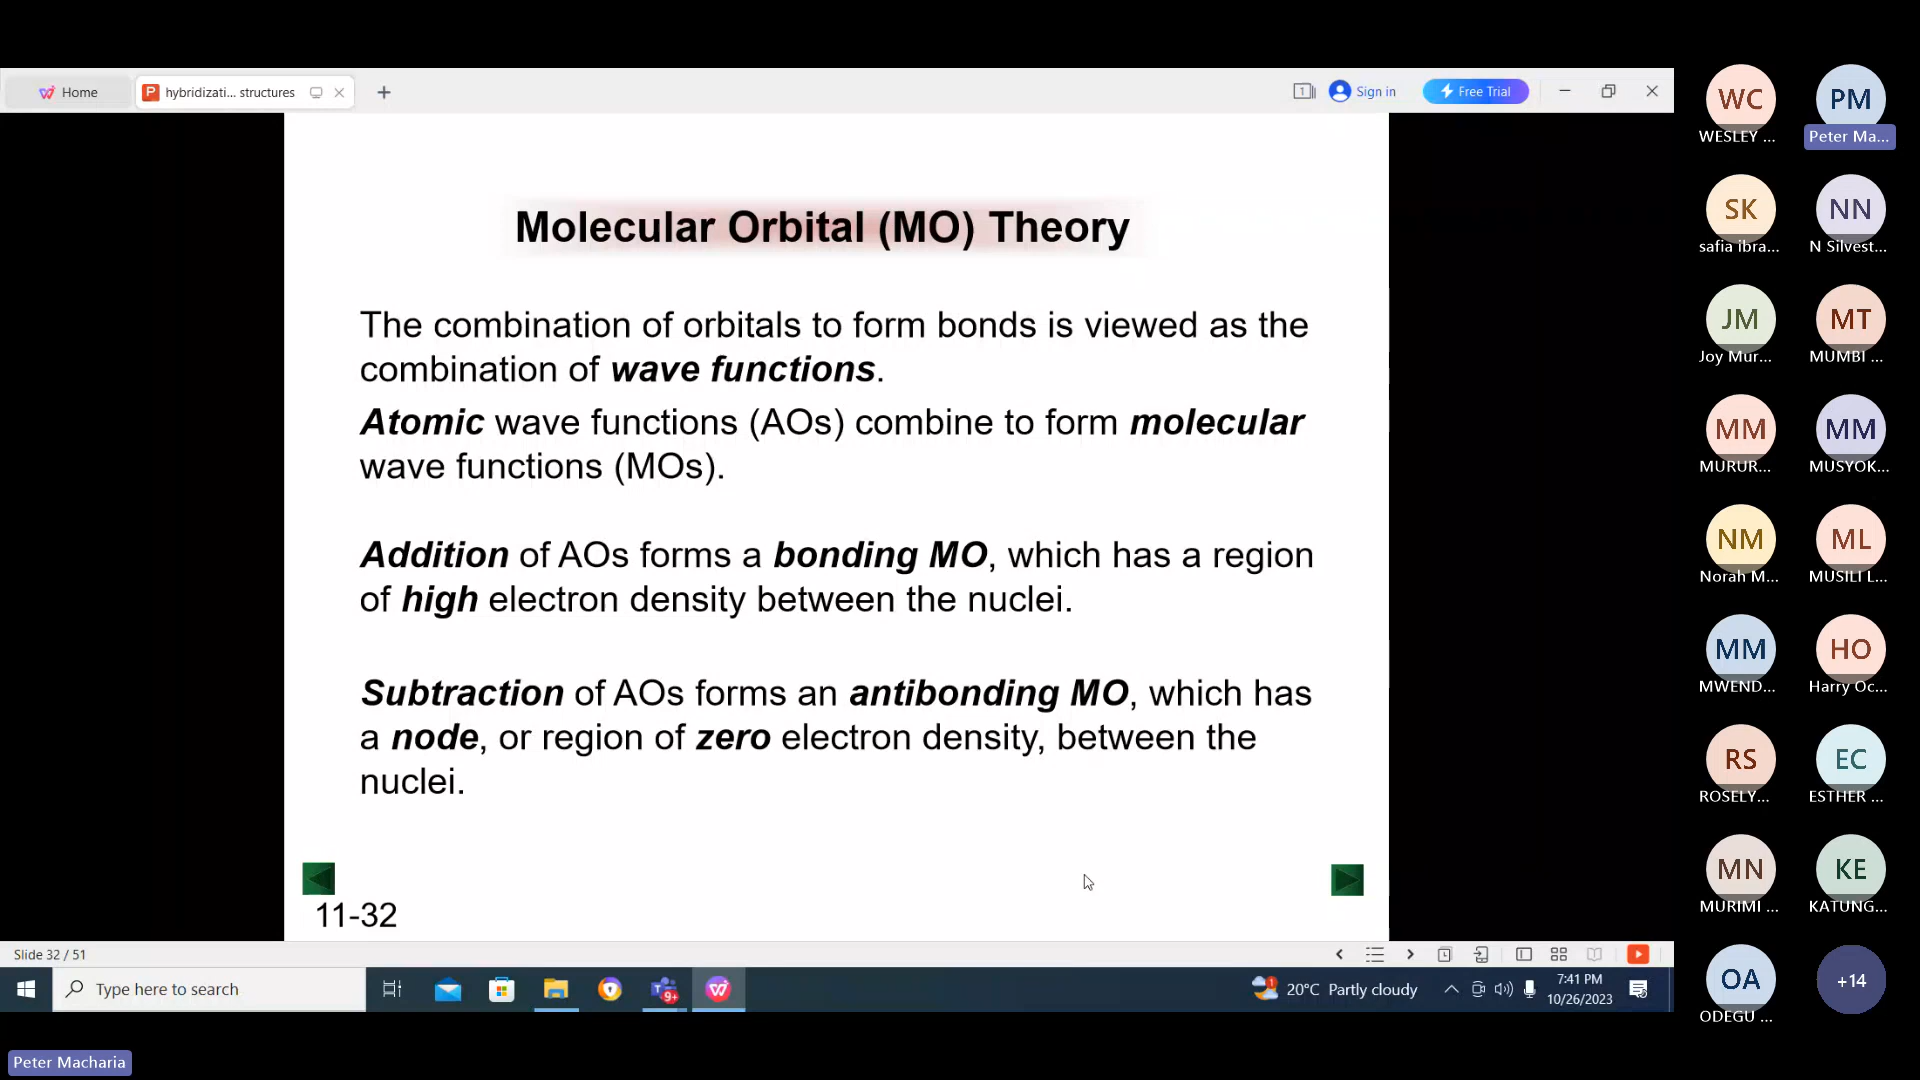 Home
hybridizati... structures
Sign in
Free Trial
Molecular Orbital (MO) Theory
The combination of orbitals to form bonds is viewed as the
combination of wave functions.
Atomic wave functions (AOs) combine to form molecular
wave functions (MOs).
Addition of AOs forms a bonding MO, which has a region
of high electron density between the nuclei.
Subtraction of AOs forms an antibonding MO, which has
a node, or region of zero electron density, between the
nuclei.
11-32
Slide 32 / 51
Type here to search
9+
1
20°C Partly cloudy
7:41 PM
10/26/2023
Peter Macharia
WC
WESLEY ...
PM
Peter Ma...
SK
safia ibra...
NN
N Silvest...
JM
Joy Mur...
MT
MUMBI ...
MM
MURUR...
MM
MUSYOK...
NM
Norah M...
ML
MUSILI L...
MM
MWEND...
HO
Harry Oc...
RS
ROSELY...
EC
ESTHER ...
MN
MURIMI ...
KE
KATUNG...
OA
ODEGU ...
+14